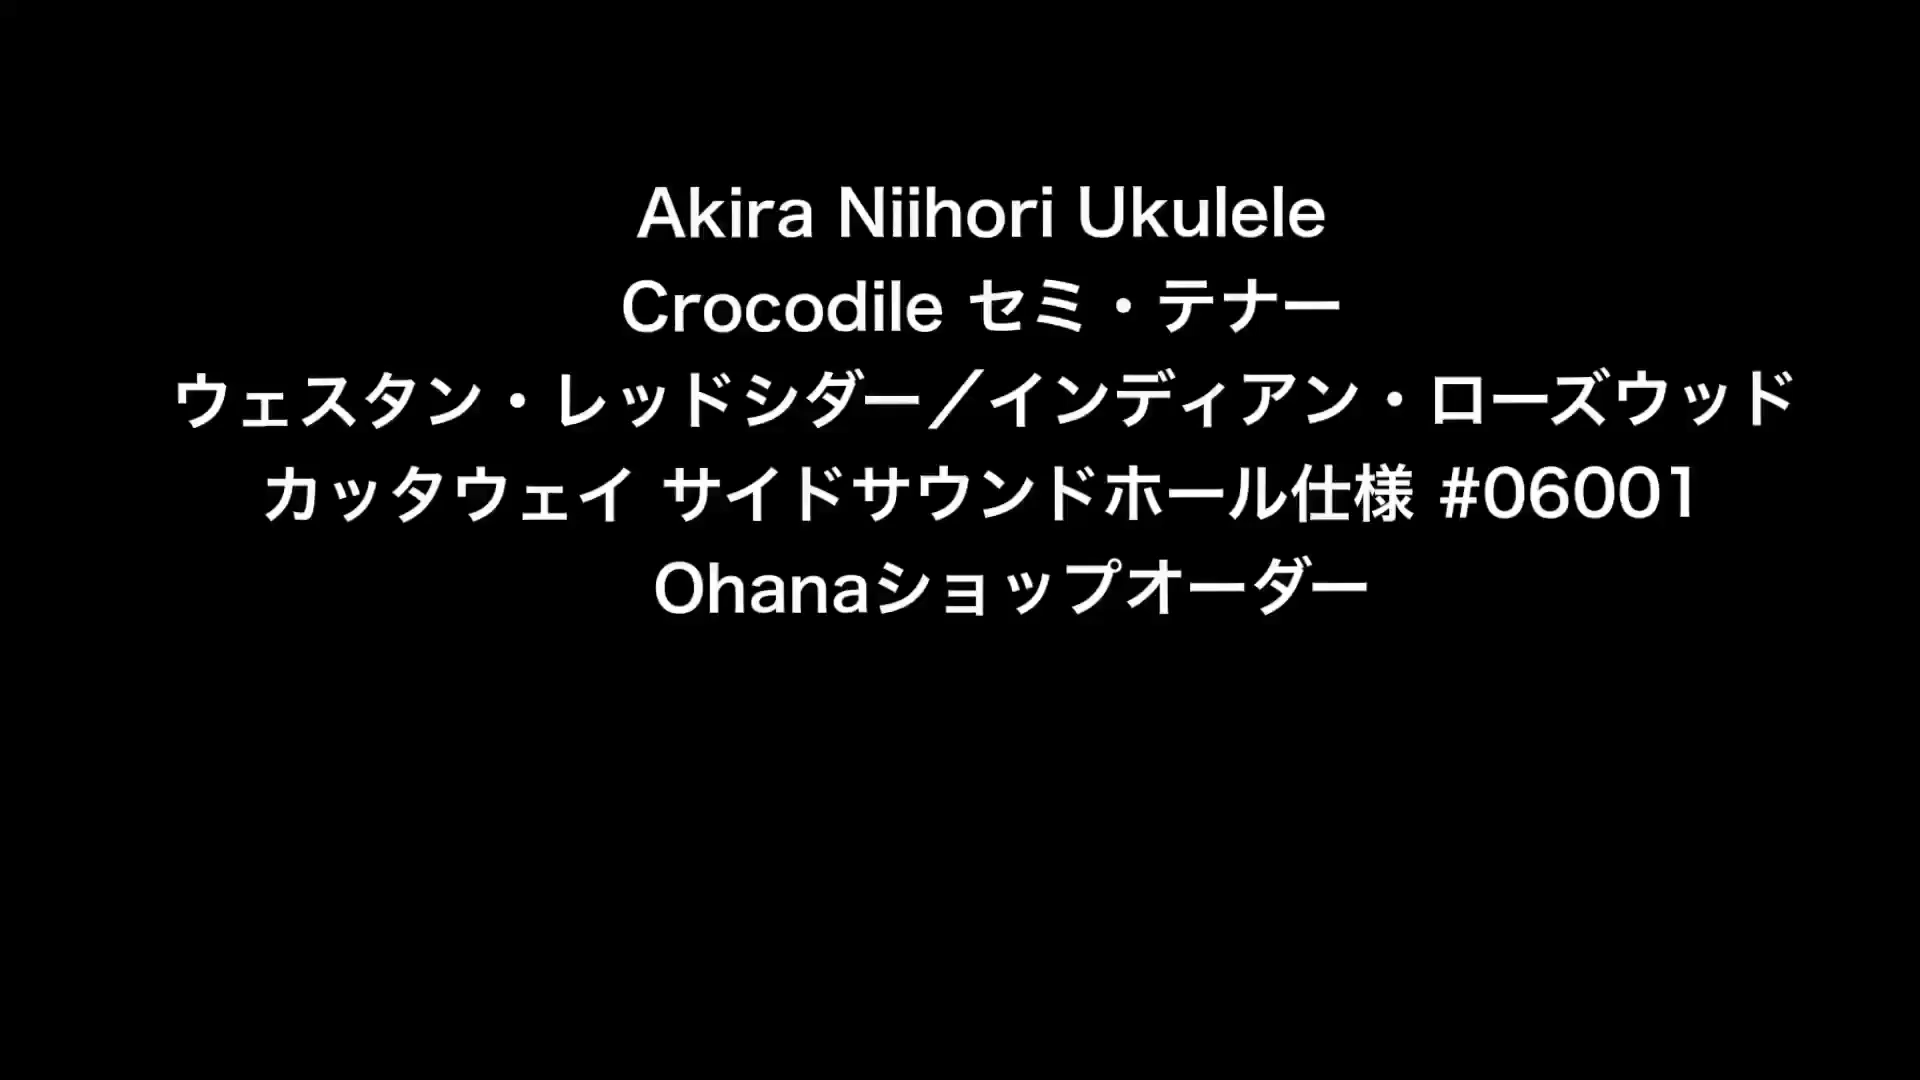 Akira Niihori Ukulele
Crocodile セミ・テナー
ウェスタン・レッドシダー／インディアン・ローズウッド
カッタウェイ サイドサウンドホール仕様 #06001
Ohanaショップオーダー